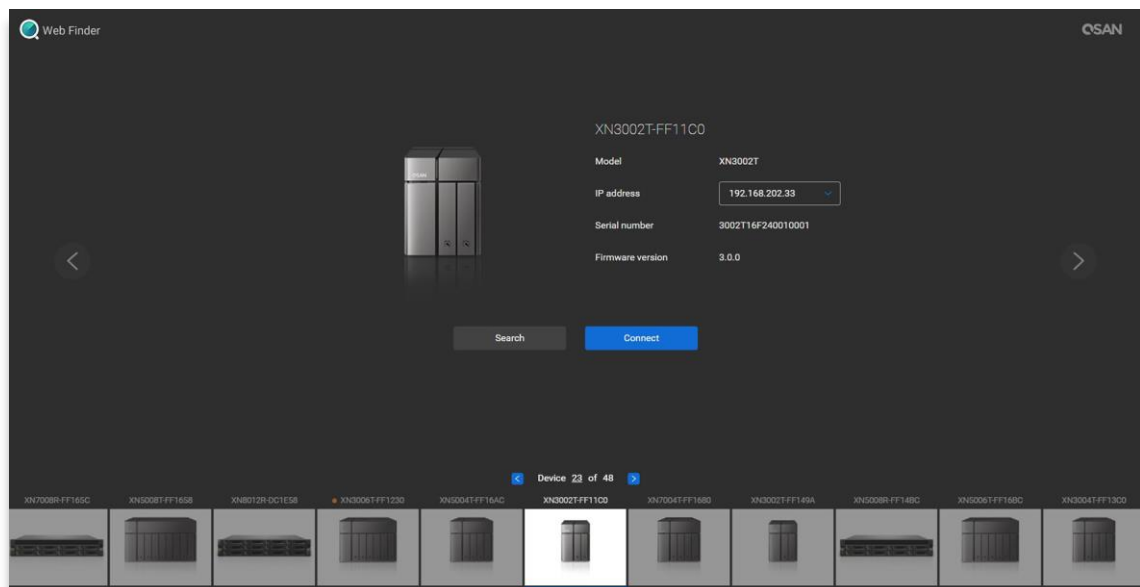 Web Finder
QSAN
XN3002T-FF11C0
Model XN3002T
IP address 192.168.202.33
Serial number 3002T16F240010001
Firmware version 3.0.0
Search Connect
Device 23 of 48
XN7008R-FF165C XN5008T-FF1658 XN8012R-DC1E58 XN3006T-FF1230 XN5004T-FF16AC XN3002T-FF11C0 XN7004T-FF1680 XN3002T-FF149A XN5008R-FF148C XN5006T-FF16BC XN3004T-FF13C0